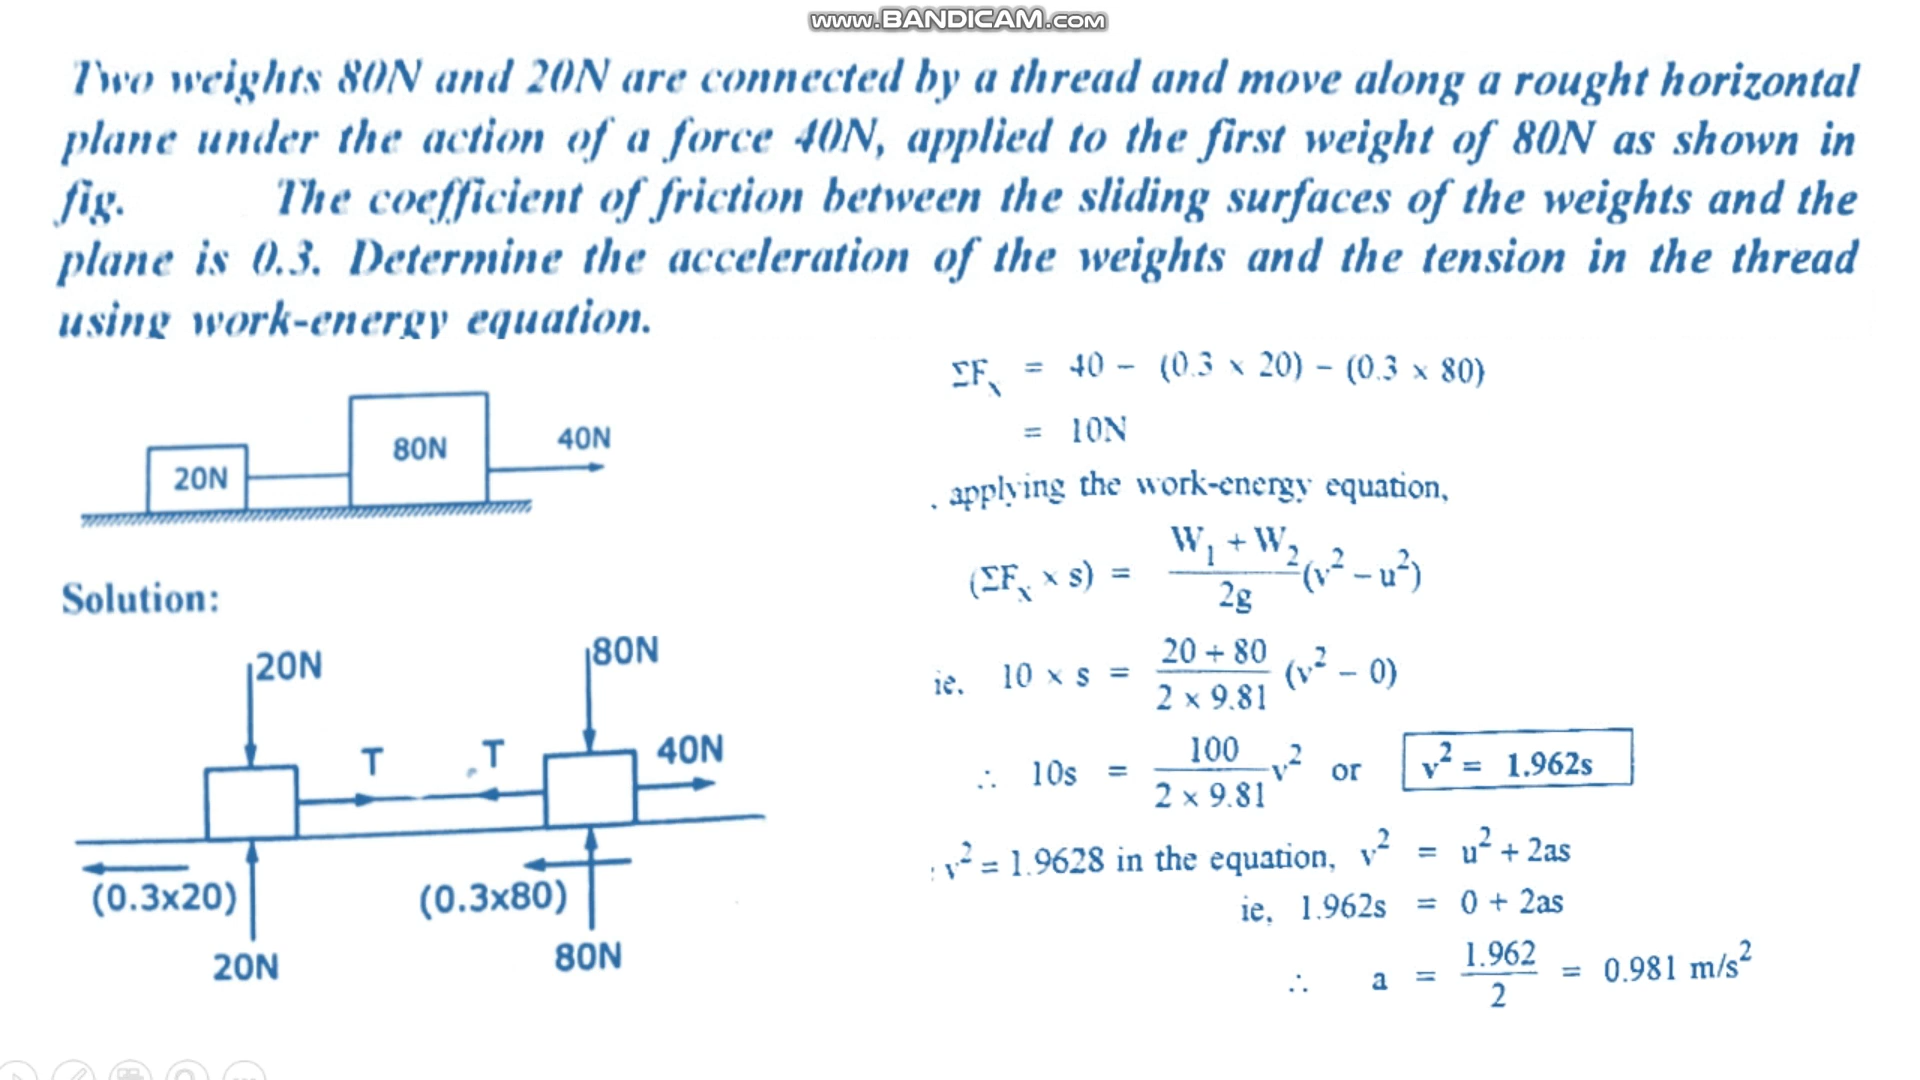 www.BANDICAM.com
Two weights 80N and 20N are connected by a thread and move along a rought horizontal
plane under the action of a force 40N, applied to the first weight of 80N as shown in
fig. The coefficient of friction between the sliding surfaces of the weights and the
plane is 0.3. Determine the acceleration of the weights and the tension in the thread
using work-energy equation.
20N
80N
40N
Solution:
20N
80N
T
T
40N
(0.3x20)
(0.3x80)
20N
80N
ΣFx = 40 – (0.3 × 20) – (0.3 × 80)
= 10N
. applying the work-energy equation,
(ΣFx × s) = W1 + W2 / 2g (v² – u²)
ie. 10 × s = 20 + 80 / 2 × 9.81 (v² – 0)
∴ 10s = 100 / 2 × 9.81 v² or v² = 1.962s
: v² = 1.9628 in the equation, v² = u² + 2as
ie, 1.962s = 0 + 2as
∴ a = 1.962 / 2 = 0.981 m/s²